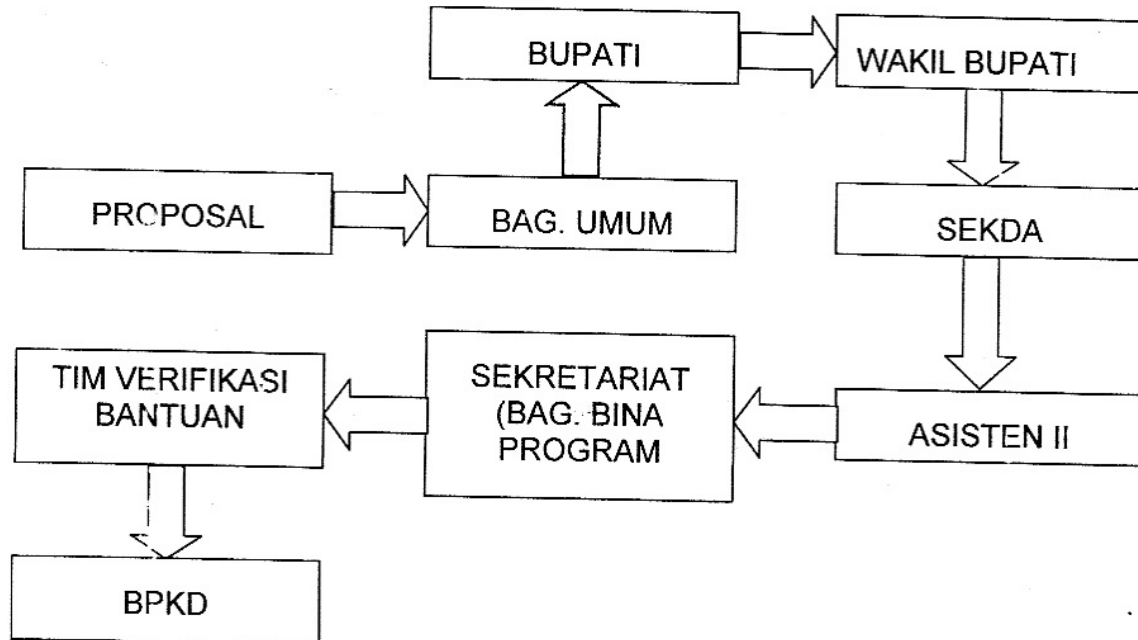 PROPOSAL
BAG. UMUM
BUPATI
WAKIL BUPATI
SEKDA
ASISTEN II
SEKRETARIAT
(BAG. BINA
PROGRAM
TIM VERIFIKASI
BANTUAN
BPKD